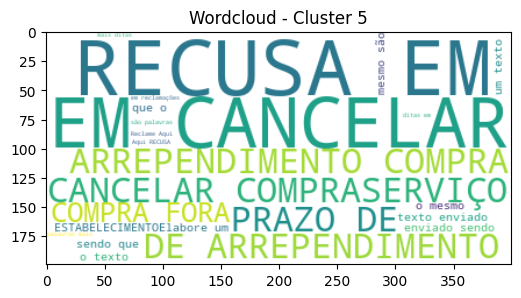 Wordcloud - Cluster 5
mais ditas
RECUSA EM
mesmo são
um texto
EM CANCELAR
em reclamações
que o
são palavras
ditas em
Reclame Aqui
Aqui RECUSA
ARREPENDIMENTO COMPRA
CANCELAR COMPRASERVIÇO
COMPRA FORA
PRAZO DE
o mesmo
texto enviado
ESTABELECIMENTO
Elabore um
enviado sendo
sendo que
o texto
DE ARREPENDIMENTO
0
25
50
75
100
125
150
175
0 50 100 150 200 250 300 350